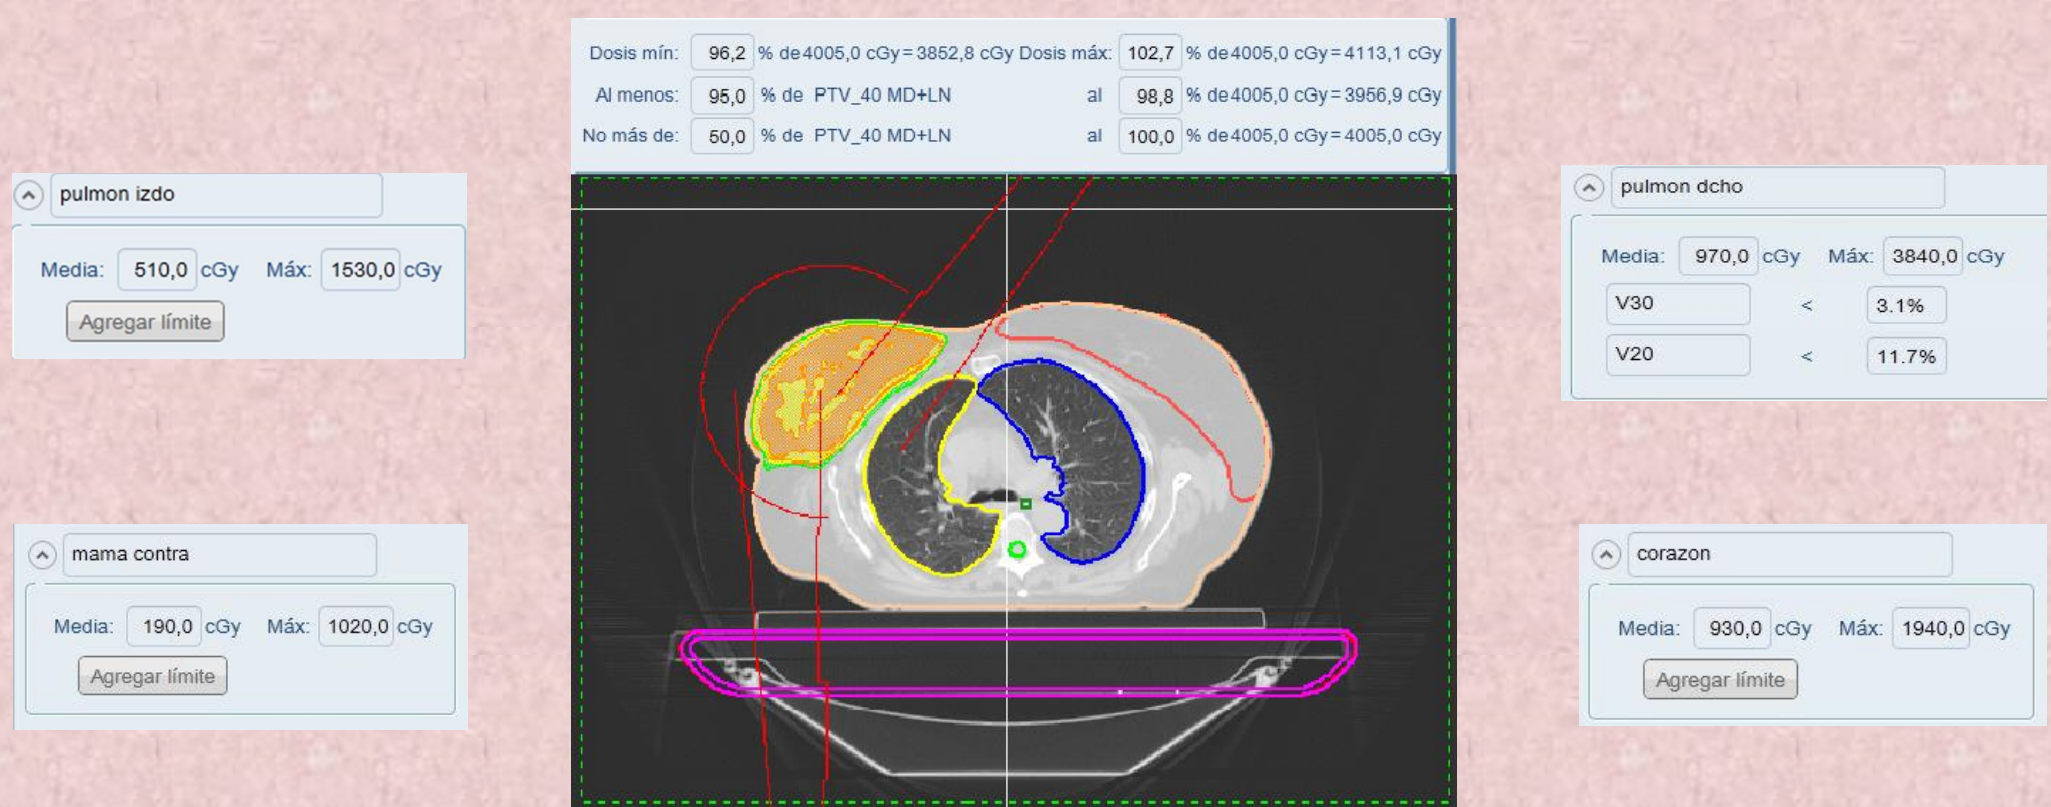 Dosis mín: 96,2 % de 4005,0 cGy = 3852,8 cGy Dosis máx: 102,7 % de 4005,0 cGy = 4113,1 cGy
Al menos: 95,0 % de PTV_40 MD+LN al 98,8 % de 4005,0 cGy = 3956,9 cGy
No más de: 50,0 % de PTV_40 MD+LN al 100,0 % de 4005,0 cGy = 4005,0 cGy
pulmon izdo
Media: 510,0 cGy Máx: 1530,0 cGy
Agregar límite
pulmon dcho
Media: 970,0 cGy Máx: 3840,0 cGy
V30 < 3.1%
V20 < 11.7%
mama contra
Media: 190,0 cGy Máx: 1020,0 cGy
Agregar límite
corazon
Media: 930,0 cGy Máx: 1940,0 cGy
Agregar límite